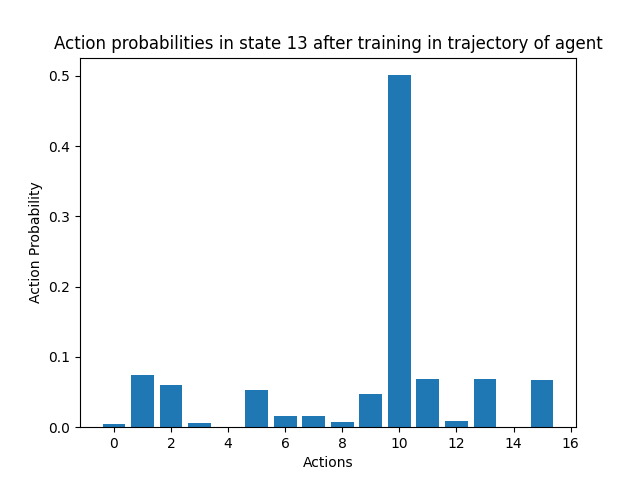 Action probabilities in state 13 after training in trajectory of agent
0.5
0.4
0.3
0.2
0.1
0.0
Action Probability
0 2 4 6 8 10 12 14 16
Actions